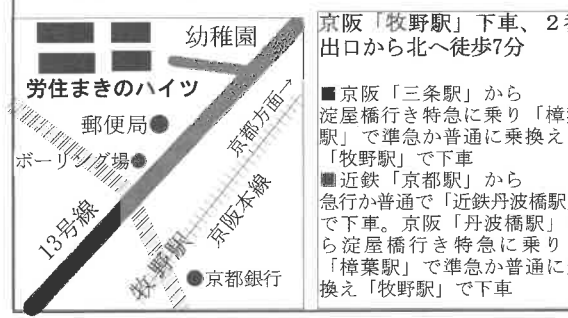 幼稚園
労住まきのハイツ
郵便局
ボーリング場
京都方面→
13号線
京阪本線
牧野駅
京都銀行
京阪「牧野駅」下車、2
出口から北へ徒歩7分
■京阪「三条駅」から
淀屋橋行き特急に乗り「樟
駅」で準急か普通に乗換え
「牧野駅」で下車
■近鉄「京都駅」から
急行か普通で「近鉄丹波橋駅
で下車。京阪「丹波橋駅」
ら淀屋橋行き特急に乗り
「樟葉駅」で準急か普通に
換え「牧野駅」で下車